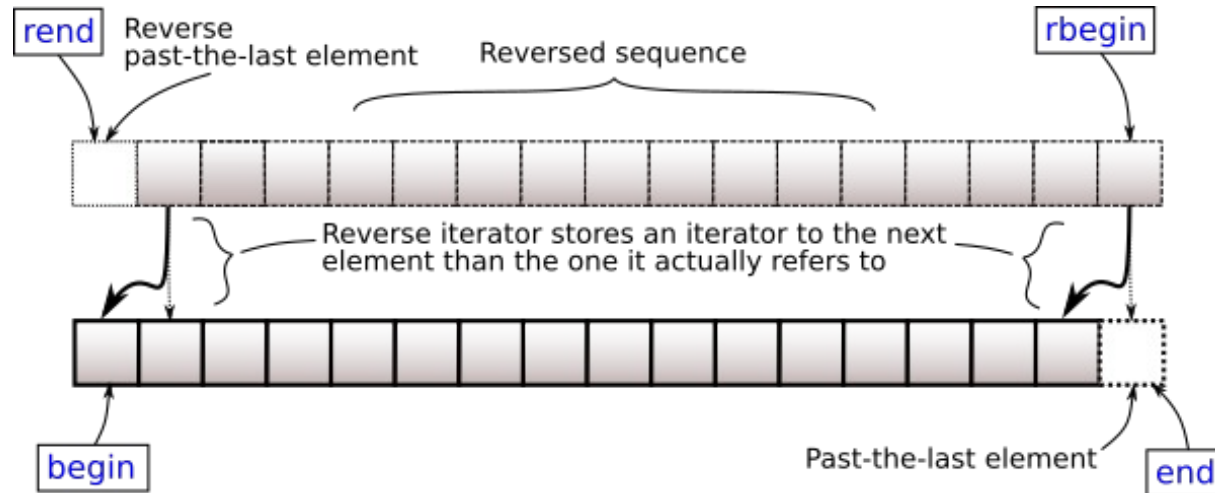 rend
Reverse
past-the-last element
Reversed sequence
rbegin
Reverse iterator stores an iterator to the next
element than the one it actually refers to
begin
Past-the-last element
end